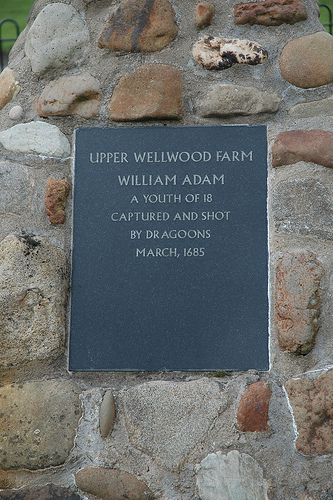 UPPER WELLWOOD FARM
WILLIAM ADAM
A YOUTH OF 18
CAPTURED AND SHOT
BY DRAGOONS
MARCH, 1685